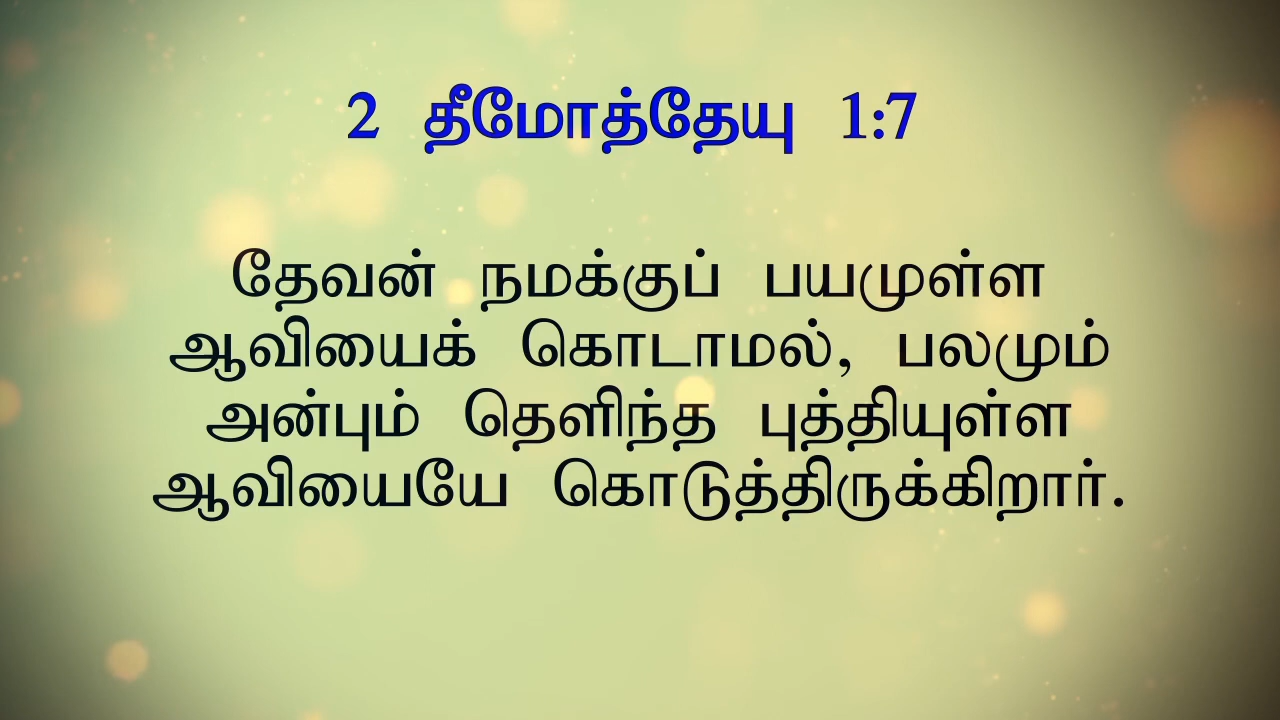 2 தீமோத்தேயு 1:7
தேவன் நமக்குப் பயமுள்ள
ஆவியைக் கொடாமல், பலமும்
அன்பும் தெளிந்த புத்தியுள்ள
ஆவியையே கொடுத்திருக்கிறார்.